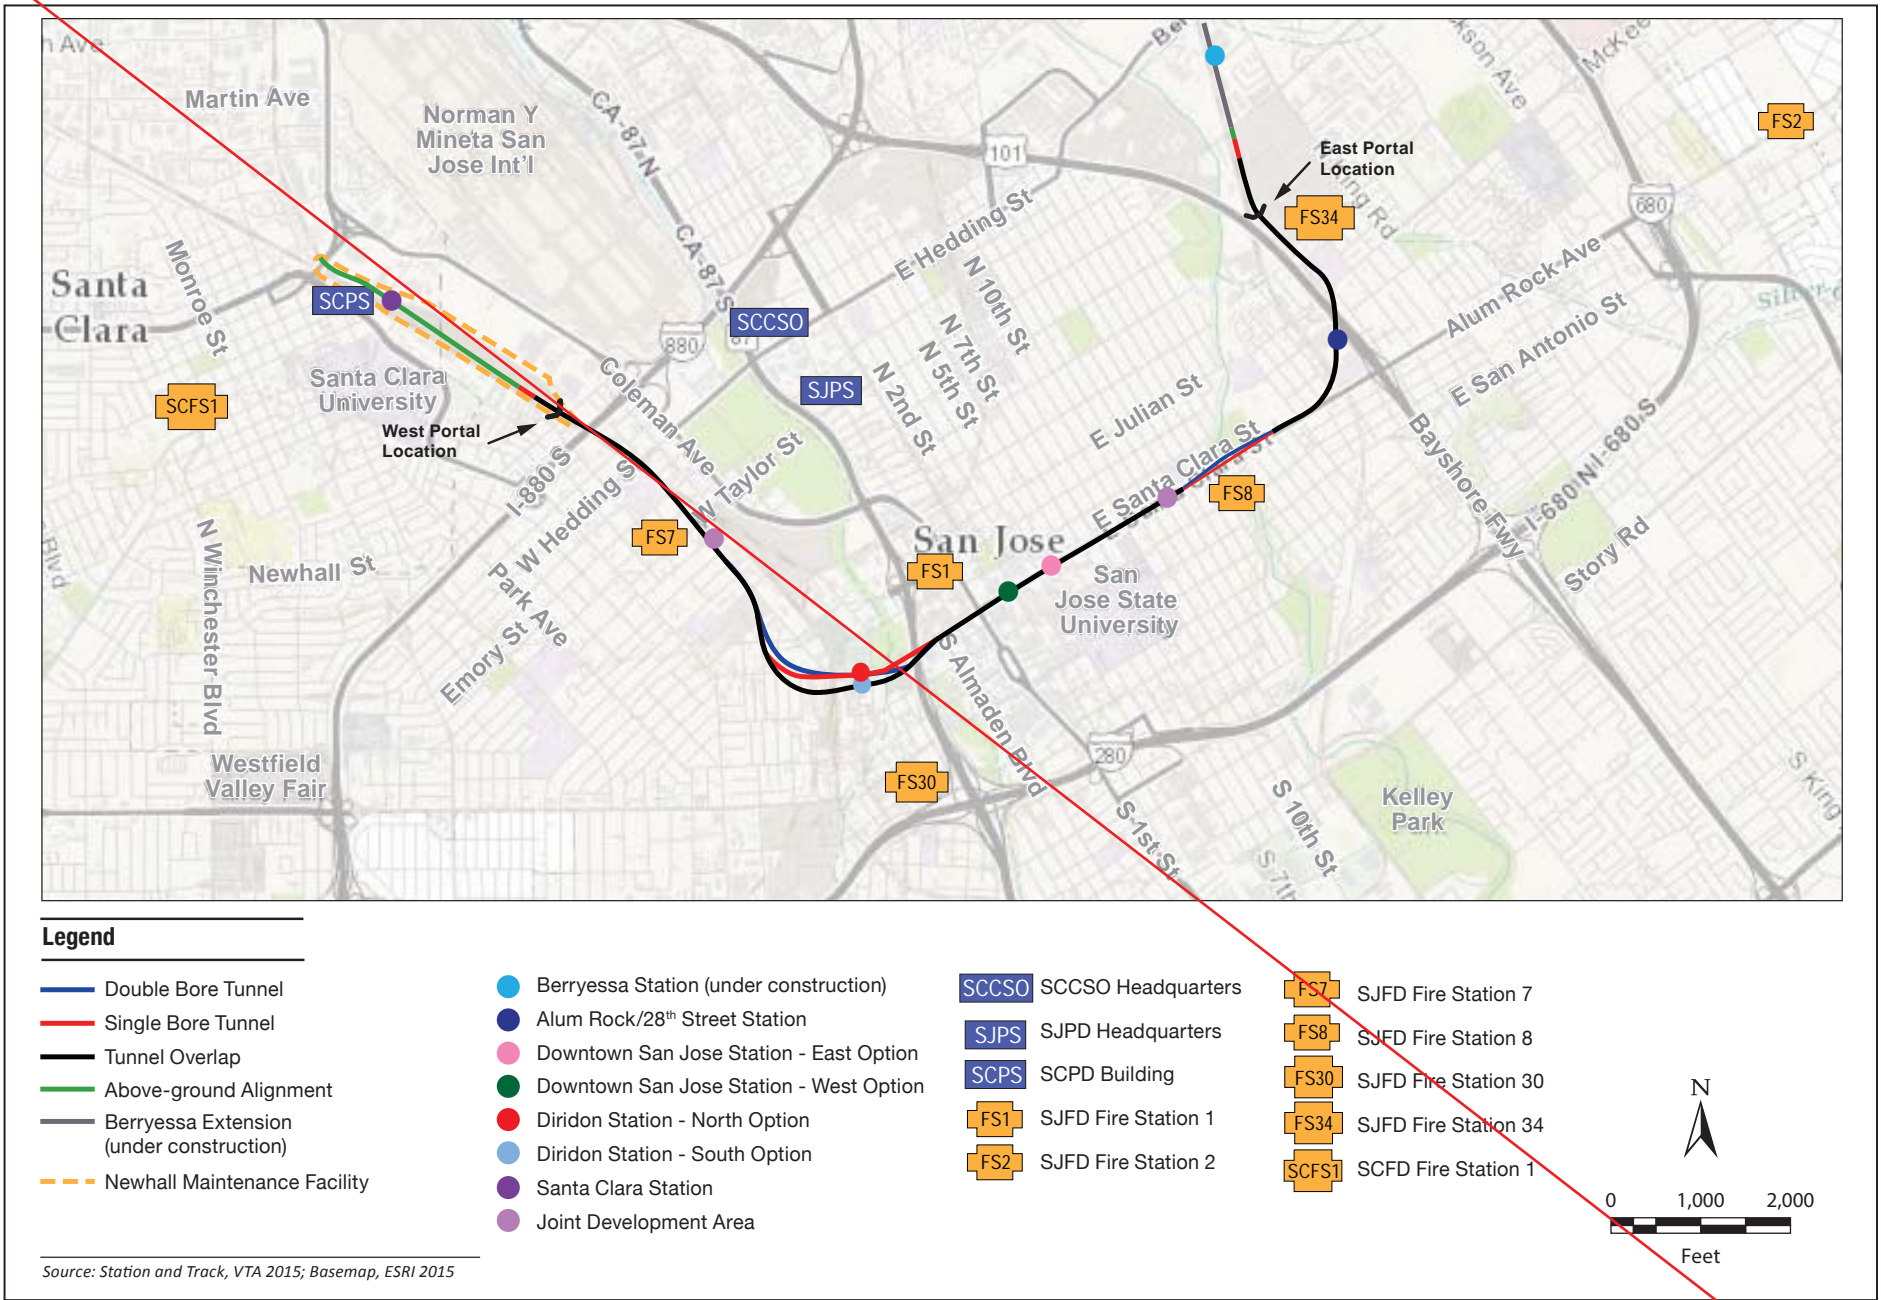 h Ave
Martin Ave
Norman Y
Mineta San
Jose Int'l
CA-87 N
CA-87 S
Ber
101
kson Ave
McKee
FS2
East Portal
Location
King Rd
FS34
680
E Hedding St
N 10th St
N 7th St
N 5th St
N 2nd St
Alum Rock Ave
E San Antonio St
Santa
Clara
Monroe St
SCPS
SCCSO
87
880
SJPS
Santa Clara
University
SCFS1
West Portal
Location
Coleman Ave
W Taylor St
I-880 S
W Hedding S
E Julian St
E Santa Clara St
Bayshore Fwy
I-680 N
I-680 S
Story Rd
FS8
FS7
San Jose
FS1
San
Jose State
University
N Winchester Blvd
Blvd
Newhall St
Park Ave
Emory St
S Almaden Blvd
Westfield
Valley Fair
FS30
280
S 1st St
S 10th St
S 7th
Kelley
Park
S King
Legend
Double Bore Tunnel
Single Bore Tunnel
Tunnel Overlap
Above-ground Alignment
Berryessa Extension
(under construction)
Newhall Maintenance Facility
Berryessa Station (under construction)
Alum Rock/28th Street Station
Downtown San Jose Station - East Option
Downtown San Jose Station - West Option
Diridon Station - North Option
Diridon Station - South Option
Santa Clara Station
Joint Development Area
SCCSO SCCSO Headquarters
SJPS SJPD Headquarters
SCPS SCPD Building
FS1 SJFD Fire Station 1
FS2 SJFD Fire Station 2
FS7 SJFD Fire Station 7
FS8 SJFD Fire Station 8
FS30 SJFD Fire Station 30
FS34 SJFD Fire Station 34
SCFS1 SCFD Fire Station 1
N
0 1,000 2,000
Feet
Source: Station and Track, VTA 2015; Basemap, ESRI 2015